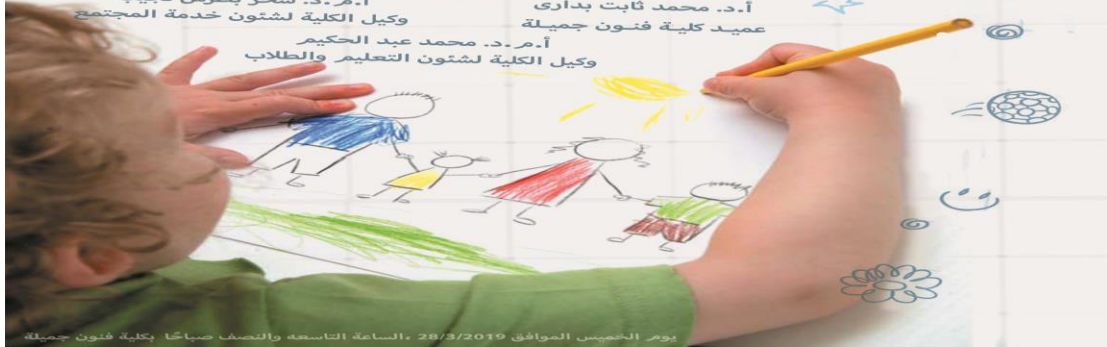 أ.د. محمد ثابت بدارى
عميد كلية فنون جميلة
وكيل الكلية لشئون خدمة المجتمع
أ.م.د. محمد عبد الحكيم
وكيل الكلية لشئون التعليم والطلاب
يوم الخميس الموافق 28/3/2019 ،الساعة التاسعه والنصف صباحًا بكلية فنون جميلة